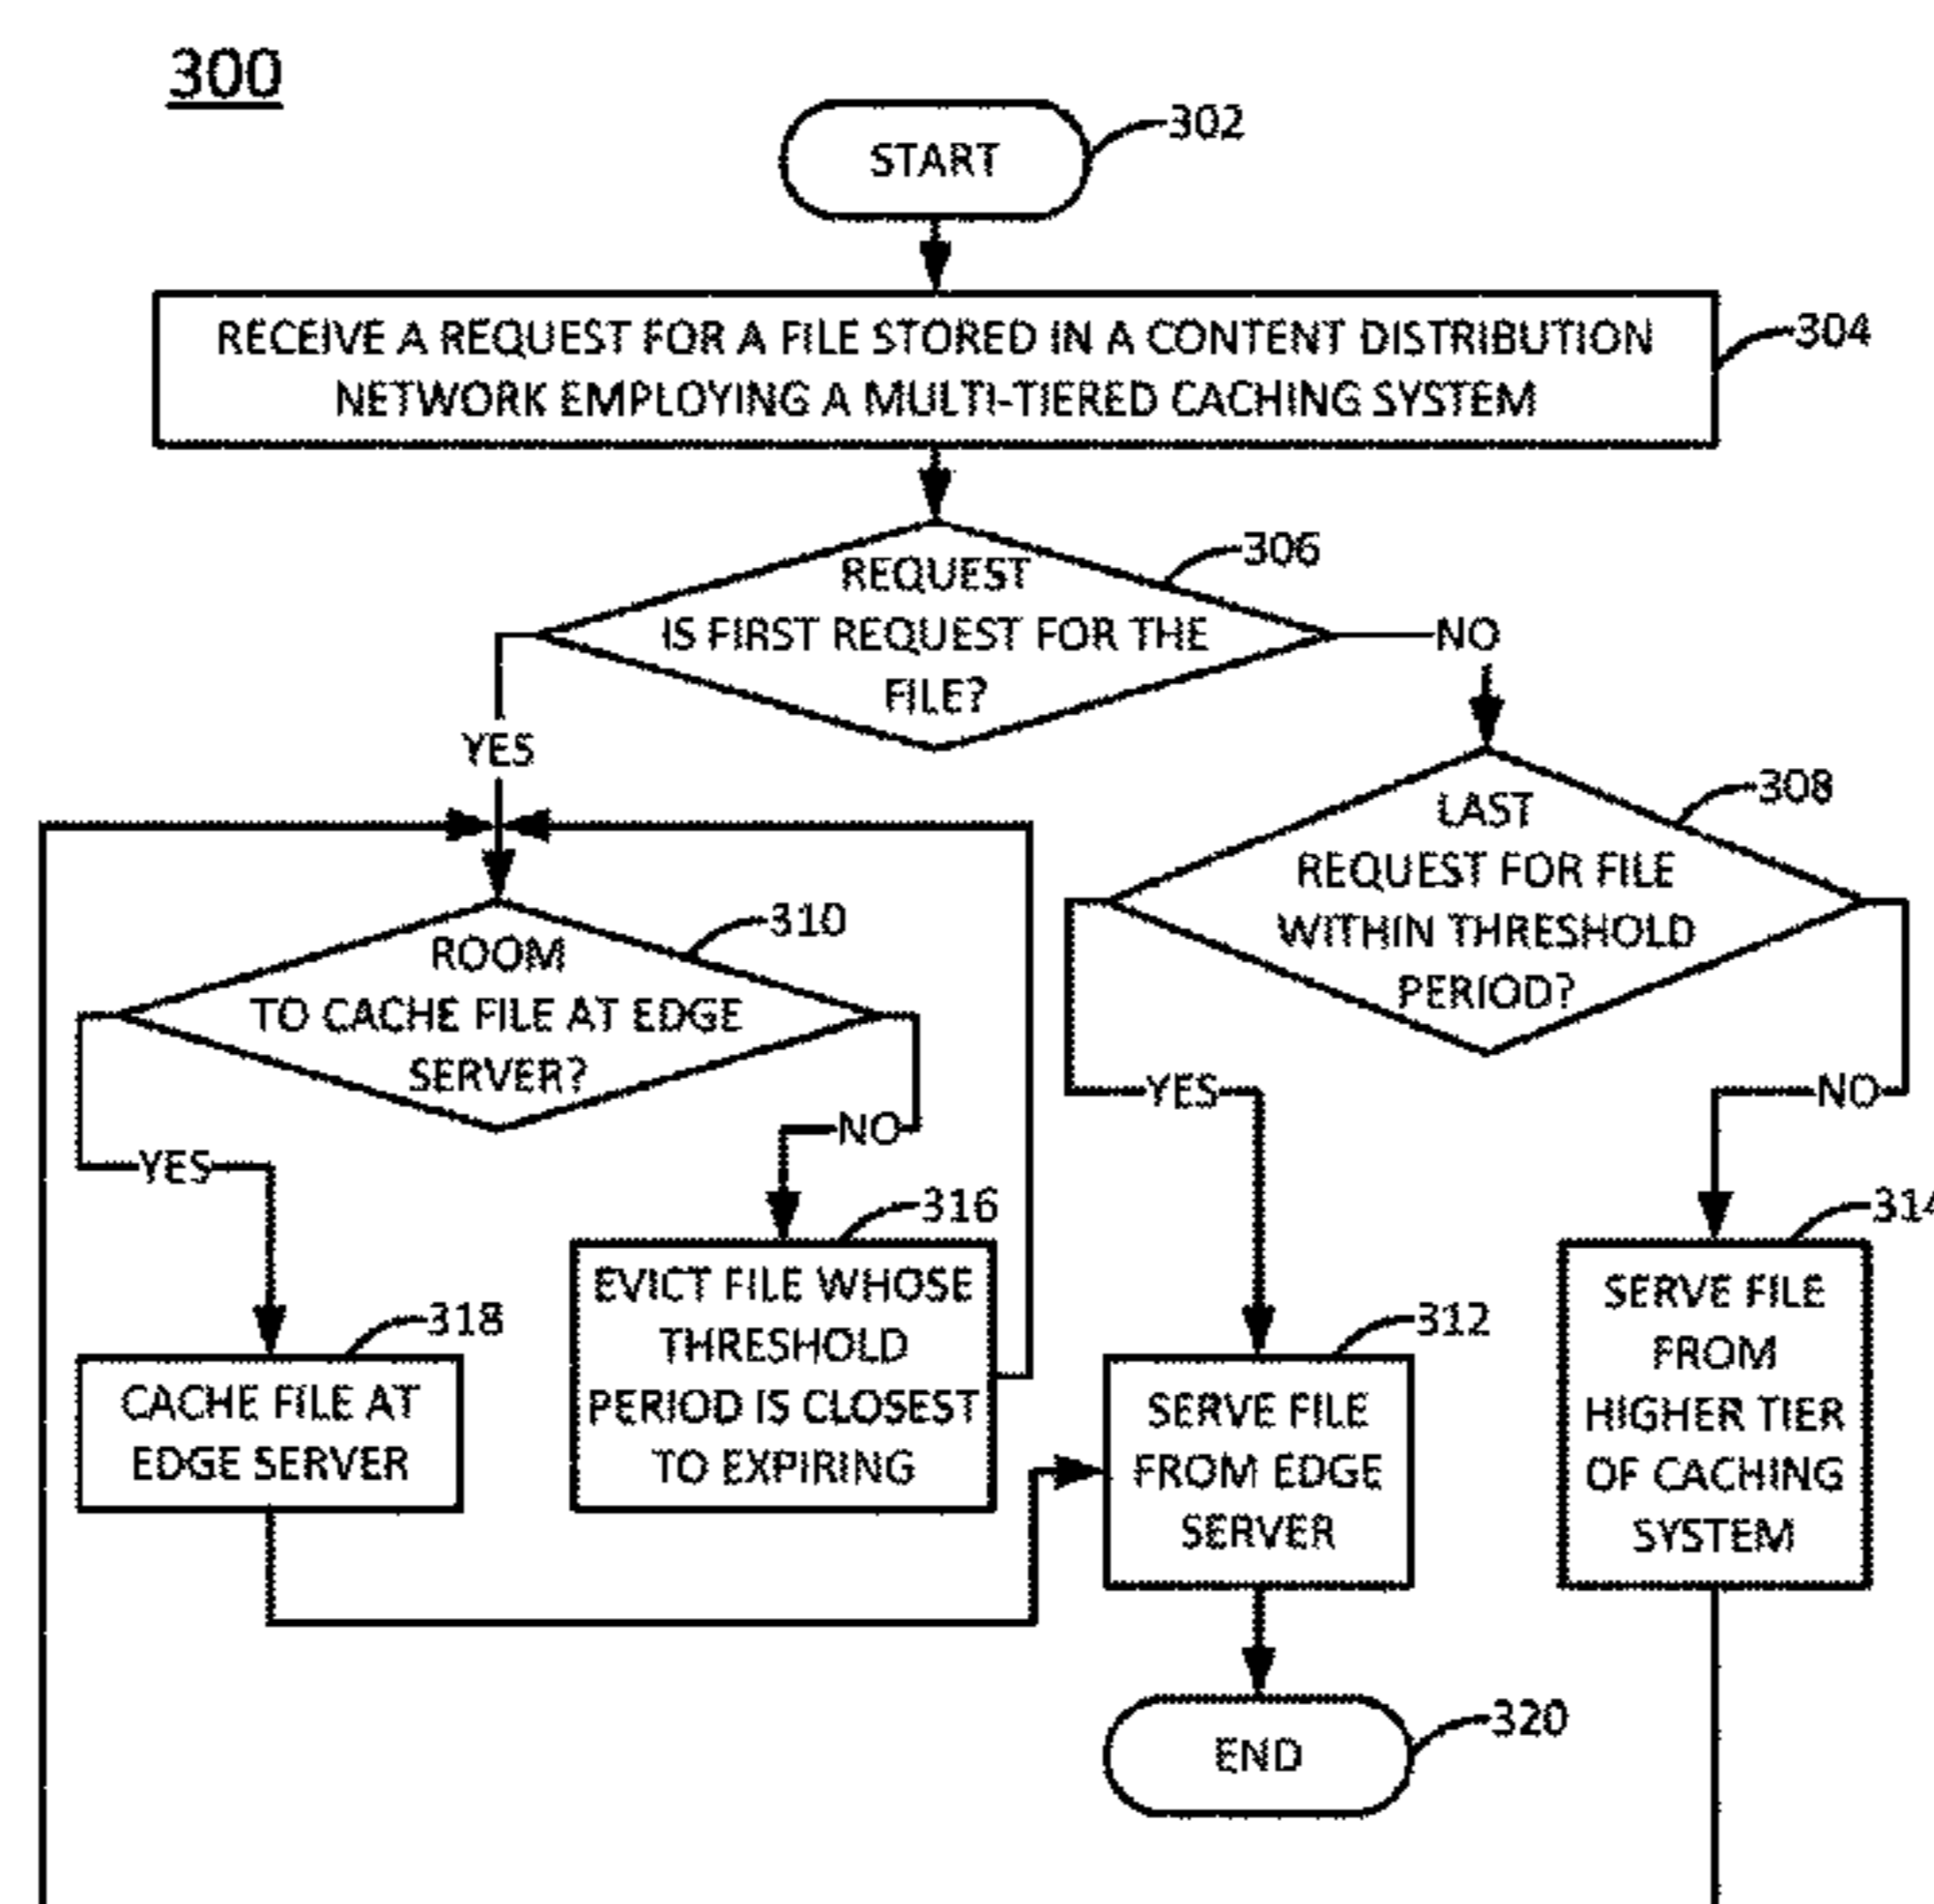 300
START
302
RECEIVE A REQUEST FOR A FILE STORED IN A CONTENT DISTRIBUTION
NETWORK EMPLOYING A MULTI-TIERED CACHING SYSTEM
304
REQUEST
IS FIRST REQUEST FOR THE
FILE?
306
NO
YES
LAST
REQUEST FOR FILE
WITHIN THRESHOLD
PERIOD?
308
ROOM
TO CACHE FILE AT EDGE
SERVER?
310
YES
NO
YES
NO
EVICT FILE WHOSE
THRESHOLD
PERIOD IS CLOSEST
TO EXPIRING
316
SERVE FILE
FROM
HIGHER TIER
OF CACHING
SYSTEM
314
CACHE FILE AT
EDGE SERVER
318
SERVE FILE
FROM EDGE
SERVER
312
END
320